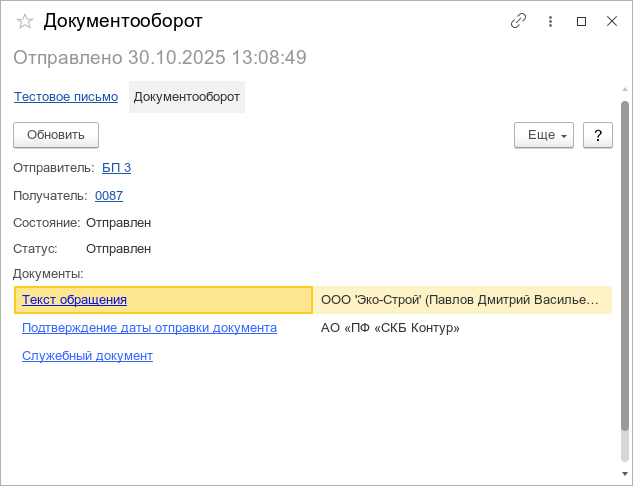 Документооборот
Отправлено 30.10.2025 13:08:49
Тестовое письмо Документооборот
Обновить Еще ?
Отправитель: БП 3
Получатель: 0087
Состояние: Отправлен
Статус: Отправлен
Документы:
Текст обращения ООО 'Эко-Строй' (Павлов Дмитрий Василье...
Подтверждение даты отправки документа АО «ПФ «СКБ Контур»
Служебный документ